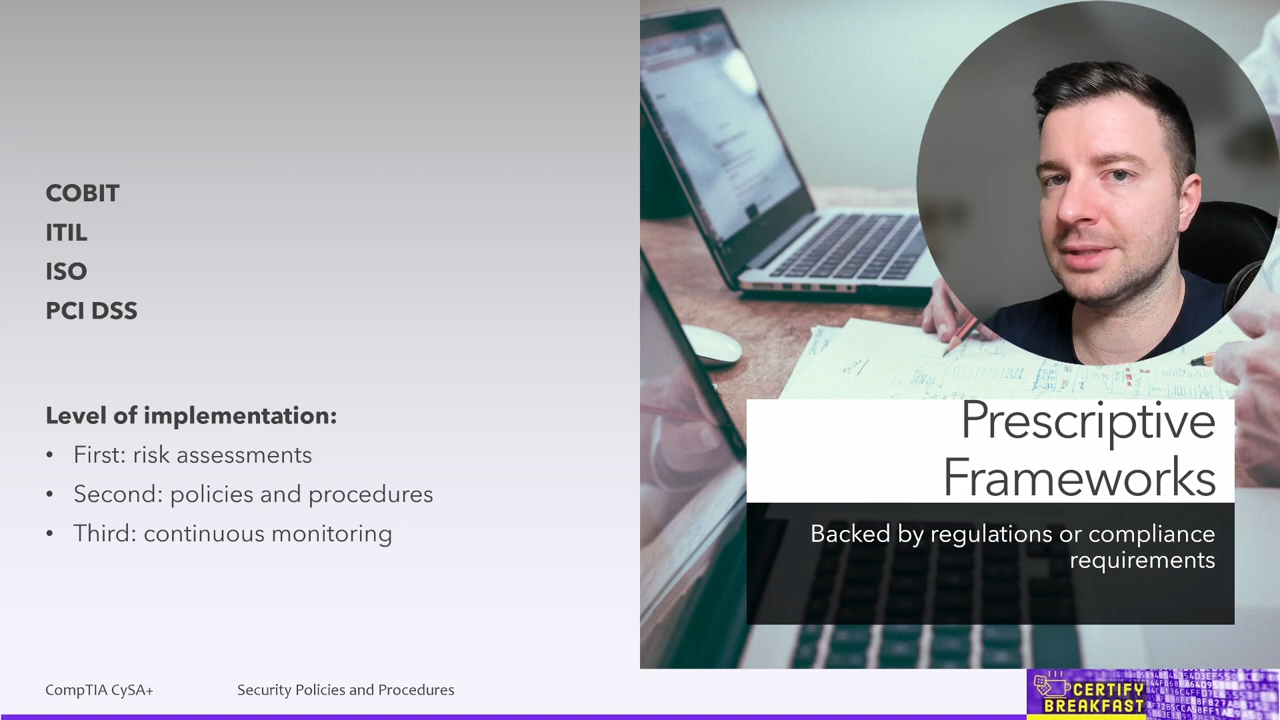 COBIT
ITIL
ISO
PCI DSS
Level of implementation:
• First: risk assessments
• Second: policies and procedures
• Third: continuous monitoring
Prescriptive
Frameworks
Backed by regulations or compliance
requirements
CompTIA CySA+
Security Policies and Procedures
CERTIFY
BREAKFAST